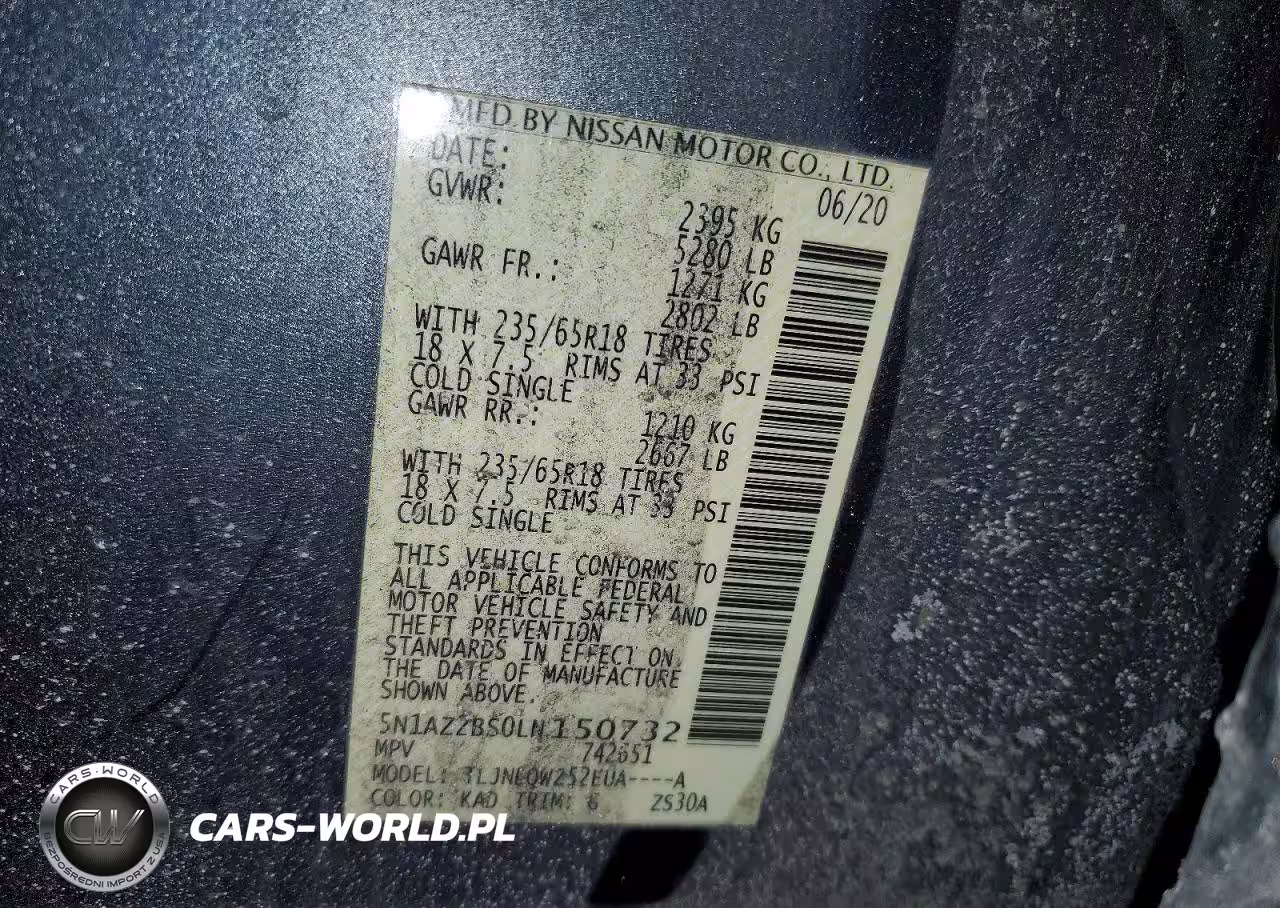 MFD.BY NISSAN MOTOR CO., LTD.
DATE: 06/20
GVWR: 2395 KG
5280 LB
GAWR FR.: 1271 KG
2802 LB
WITH 235/65R18 TIRES
18 X 7.5 RIMS AT 33 PSI
COLD SINGLE
GAWR RR.: 1210 KG
2667 LB
WITH 235/65R18 TIRES
18 X 7.5 RIMS AT 33 PSI
COLD SINGLE
THIS VEHICLE CONFORMS TO
ALL APPLICABLE FEDERAL
MOTOR VEHICLE SAFETY AND
THEFT PREVENTION
STANDARDS IN EFFECT ON
THE DATE OF MANUFACTURE
SHOWN ABOVE.
5N1AZ2BS0LN150732
MPV 742651
MODEL: ----A
COLOR: KAD TRIM: ZS30A
CARS-WORLD
CW
BEZPOŚREDNI IMPORT Z USA
CARS-WORLD.PL